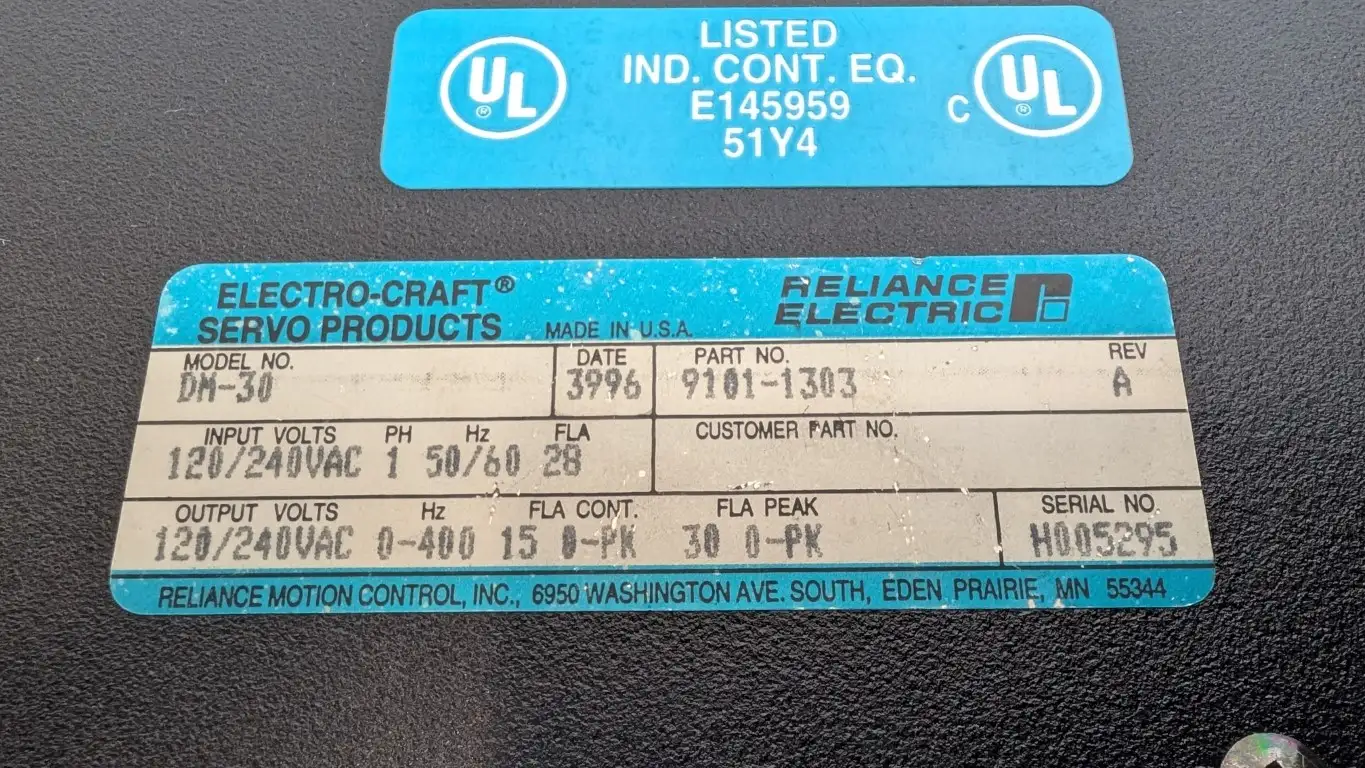 LISTED
IND. CONT. EQ.
E145959
51Y4
UL ®
C UL ®
ELECTRO-CRAFT®
SERVO PRODUCTS
MADE IN U.S.A.
RELIANCE
ELECTRIC
MODEL NO. DATE PART NO. REV
DM-30 3996 9101-1303 A
INPUT VOLTS PH Hz FLA CUSTOMER PART NO.
120/240VAC 1 50/60 28
OUTPUT VOLTS Hz FLA CONT. FLA PEAK SERIAL NO.
120/240VAC 0-400 15 0-PK 30 0-PK H005295
RELIANCE MOTION CONTROL, INC., 6950 WASHINGTON AVE. SOUTH, EDEN PRAIRIE, MN 55344